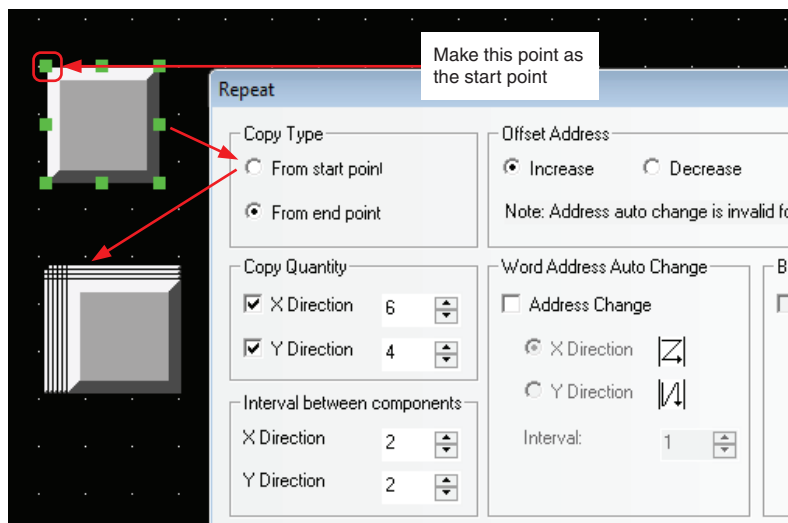 Make this point as
the start point
Repeat
Copy Type
From start point
From end point
Offset Address
Increase
Decrease
Note: Address auto change is invalid
Copy Quantity
X Direction
6
Y Direction
4
Word Address Auto Change
Address Change
X Direction
Y Direction
Interval:
1
B
Interval between components
X Direction
2
Y Direction
2